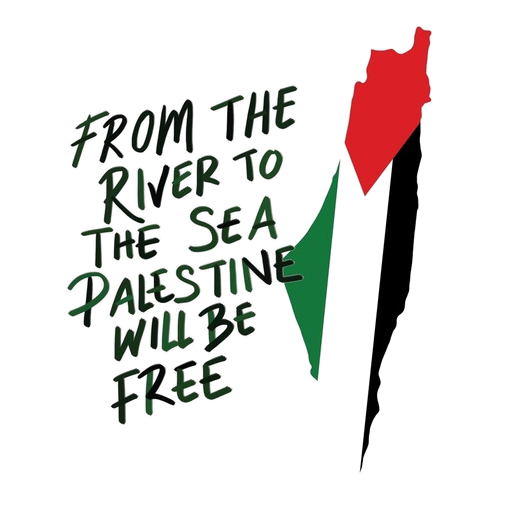 FROM THE
RIVER TO
THE SEA
PALESTINE
WILL BE
FREE